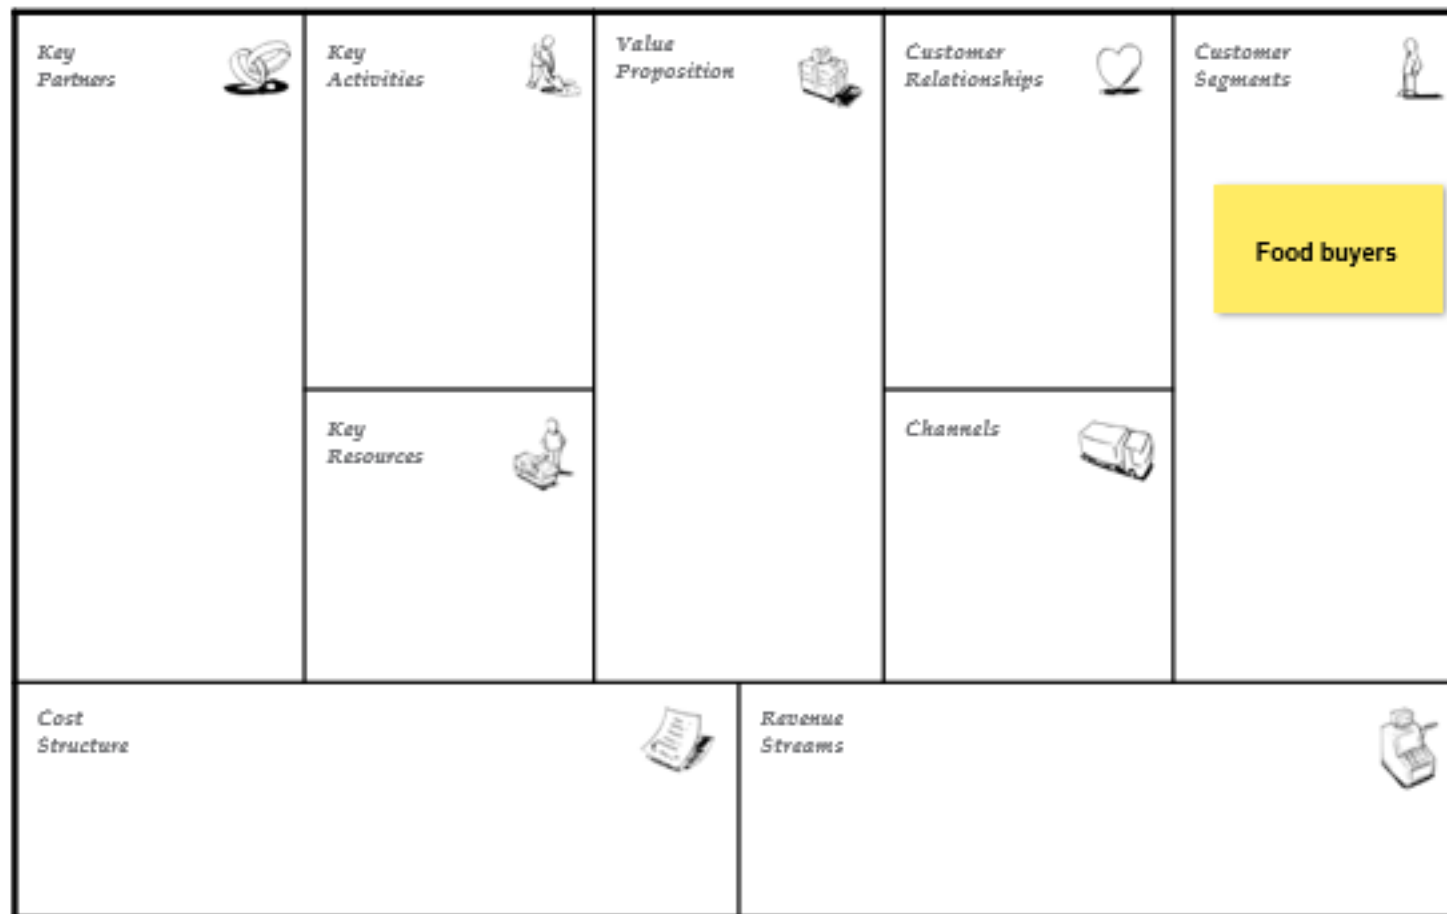 Key
Partners
Key
Activities
Value
Proposition
Customer
Relationships
Customer
Segments
Food buyers
Key
Resources
Channels
Cost
Structure
Revenue
Streams